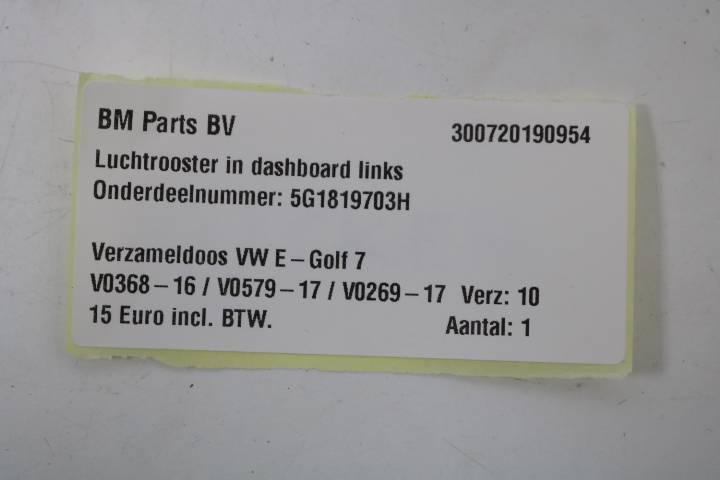 BM Parts BV 300720190954
Luchtrooster in dashboard links
Onderdeelnummer: 5G1819703H
Verzameldoos VW E-Golf 7
V0368-16 / V0579-17 / V0269-17 Verz: 10
15 Euro incl. BTW. Aantal: 1